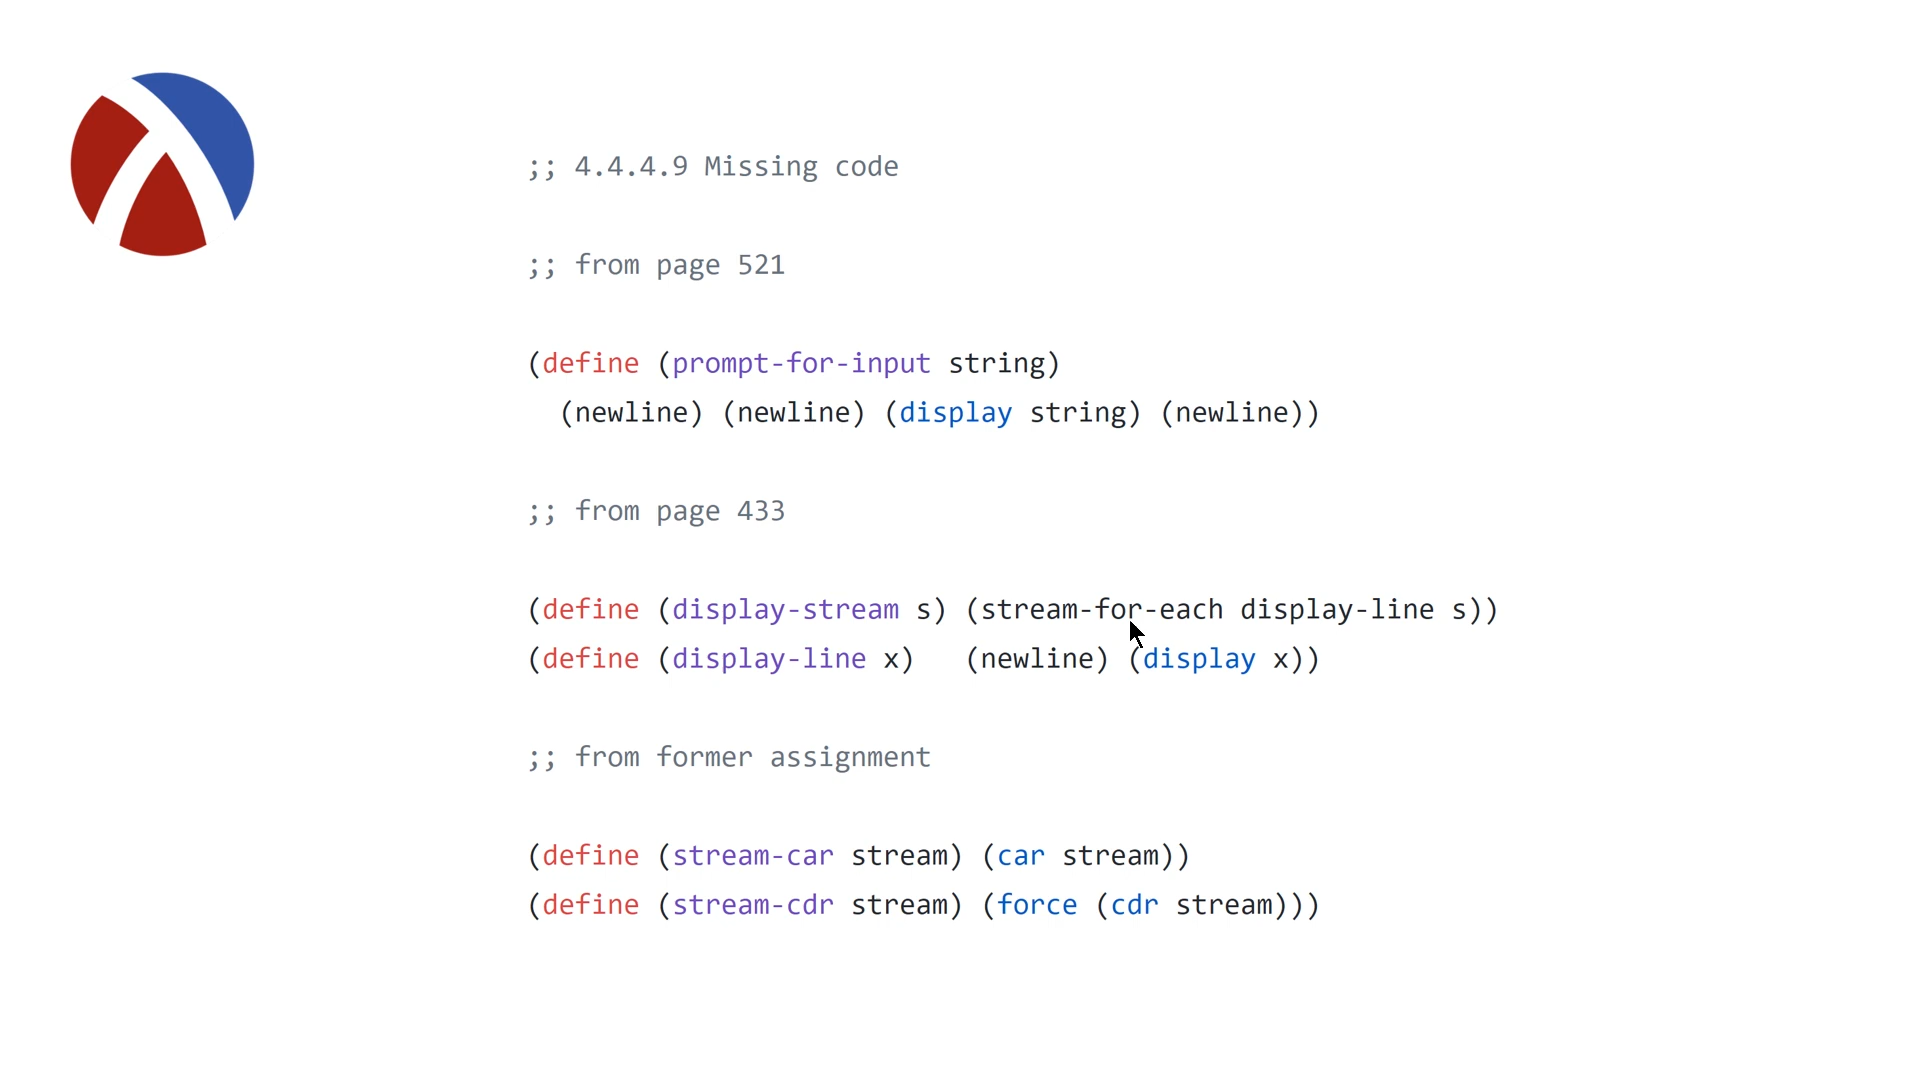 ;; 4.4.4.9 Missing code
;; from page 521
(define (prompt-for-input string)
  (newline) (newline) (display string) (newline))
;; from page 433
(define (display-stream s) (stream-for-each display-line s))
(define (display-line x)   (newline) (display x))
;; from former assignment
(define (stream-car stream) (car stream))
(define (stream-cdr stream) (force (cdr stream)))